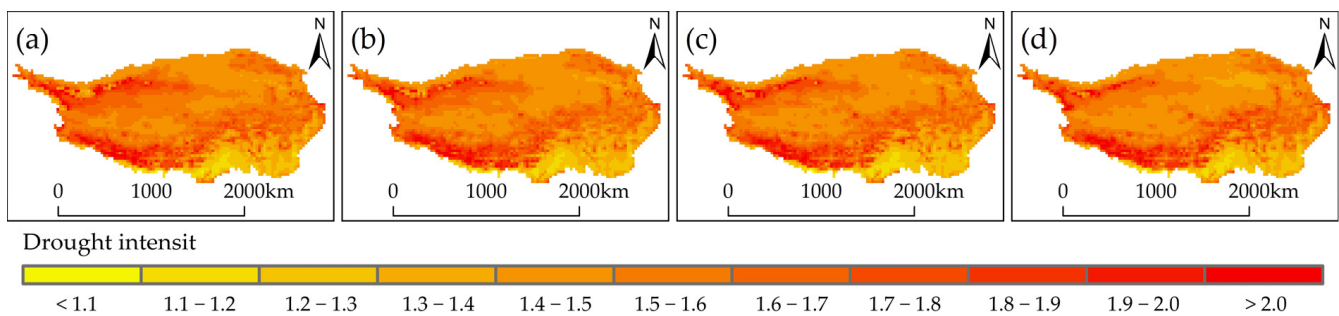 (a) N (b) N (c) N (d) N
0 1000 2000km 0 1000 2000km 0 1000 2000km 0 1000 2000km
Drought intensit
< 1.1 1.1 – 1.2 1.2 – 1.3 1.3 – 1.4 1.4 – 1.5 1.5 – 1.6 1.6 – 1.7 1.7 – 1.8 1.8 – 1.9 1.9 – 2.0 > 2.0